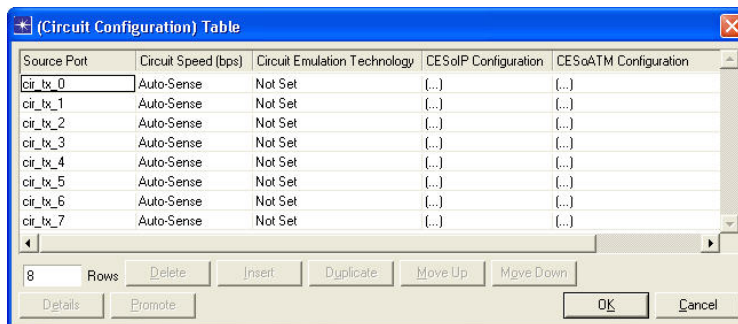 (Circuit Configuration) Table
Source Port Circuit Speed (bps) Circuit Emulation Technology CESoIP Configuration CESoATM Configuration
cir_tx_0 Auto-Sense Not Set (...) (...)
cir_tx_1 Auto-Sense Not Set (...) (...)
cir_tx_2 Auto-Sense Not Set (...) (...)
cir_tx_3 Auto-Sense Not Set (...) (...)
cir_tx_4 Auto-Sense Not Set (...) (...)
cir_tx_5 Auto-Sense Not Set (...) (...)
cir_tx_6 Auto-Sense Not Set (...) (...)
cir_tx_7 Auto-Sense Not Set (...) (...)
8 Rows Delete Insert Duplicate Move Up Move Down
Details Promote OK Cancel